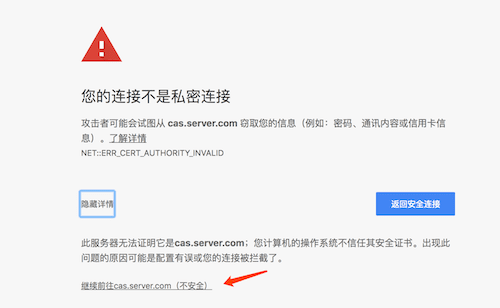 您的连接不是私密连接
攻击者可能会试图从 cas.server.com 窃取您的信息（例如：密码、通讯内容或信用卡信
息）。了解详情
NET::ERR_CERT_AUTHORITY_INVALID
隐藏详情
返回安全连接
此服务器无法证明它是cas.server.com；您计算机的操作系统不信任其安全证书。出现此
问题的原因可能是配置有误或您的连接被拦截了。
继续前往cas.server.com（不安全）